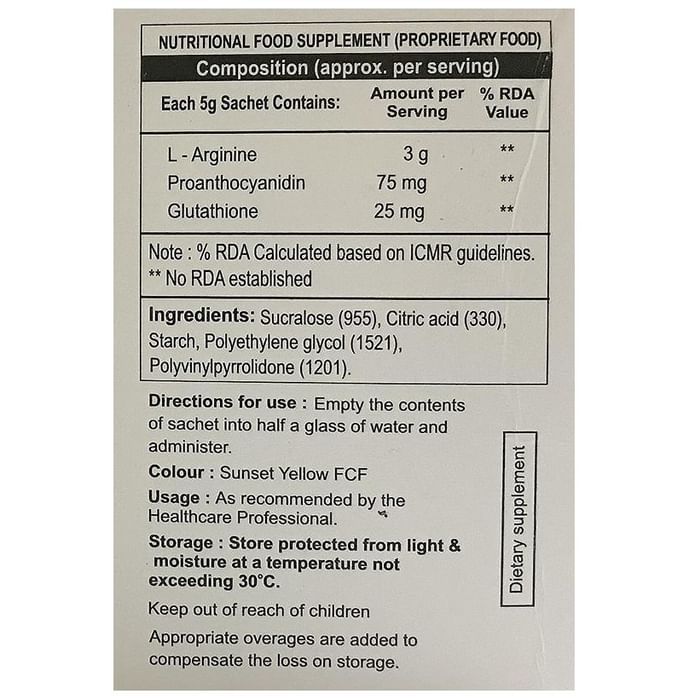 NUTRITIONAL FOOD SUPPLEMENT (PROPRIETARY FOOD)
Composition (approx. per serving)
Each 5g Sachet Contains: Amount per Serving % RDA Value
L - Arginine 3 g **
Proanthocyanidin 75 mg **
Glutathione 25 mg **
Note : % RDA Calculated based on ICMR guidelines.
** No RDA established
Ingredients: Sucralose (955), Citric acid (330),
Starch, Polyethylene glycol (1521),
Polyvinylpyrrolidone (1201).
Directions for use : Empty the contents
of sachet into half a glass of water and
administer.
Colour : Sunset Yellow FCF
Usage : As recommended by the
Healthcare Professional.
Storage : Store protected from light &
moisture at a temperature not
exceeding 30°C.
Keep out of reach of children
Appropriate overages are added to
compensate the loss on storage.
Dietary supplement